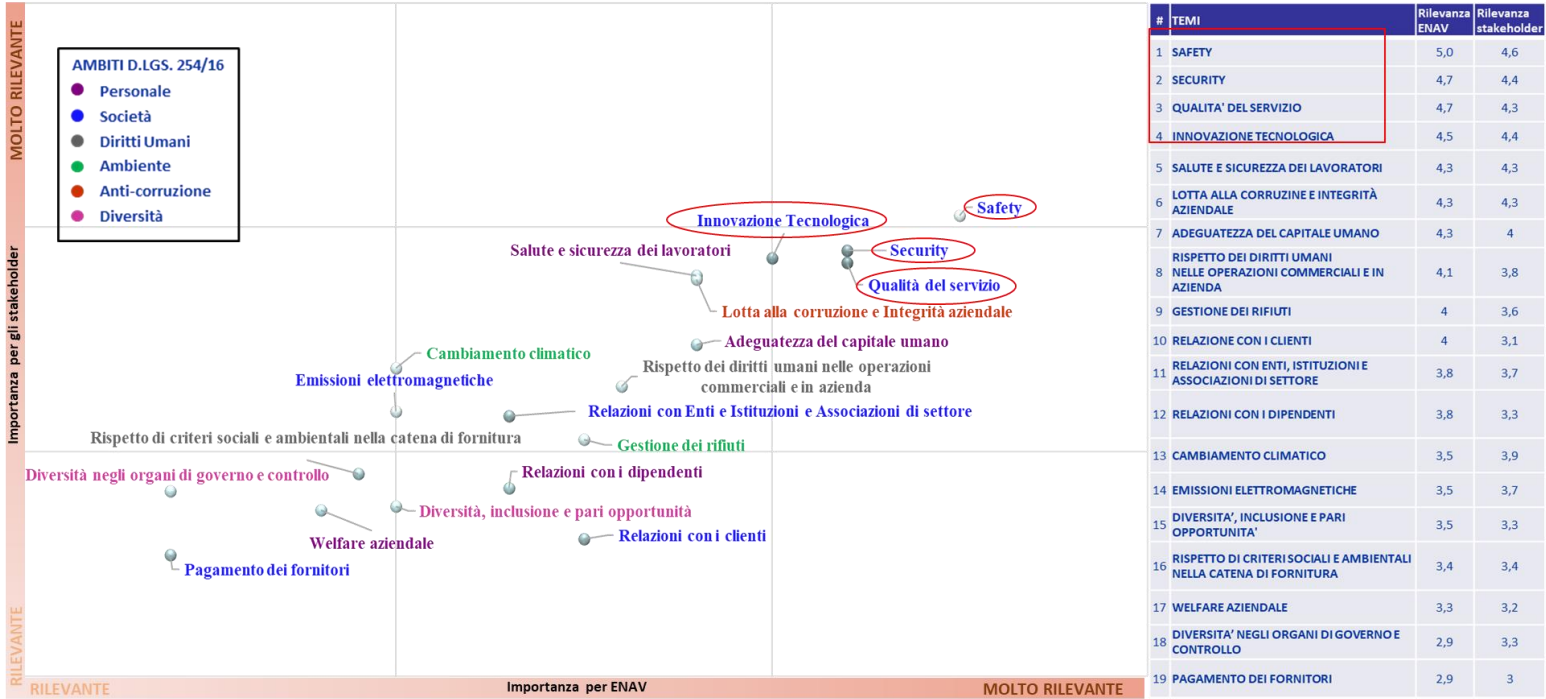 MOLTO RILEVANTE
Importanza per gli stakeholder
RILEVANTE
AMBITI D.LGS. 254/16
Personale
Società
Diritti Umani
Ambiente
Anti-corruzione
Diversità
Safety
Innovazione Tecnologica
Salute e sicurezza dei lavoratori
Security
Qualità del servizio
Lotta alla corruzione e Integrità aziendale
Adeguatezza del capitale umano
Cambiamento climatico
Rispetto dei diritti umani nelle operazioni
commerciali e in azienda
Emissioni elettromagnetiche
Relazioni con Enti e Istituzioni e Associazioni di settore
Rispetto di criteri sociali e ambientali nella catena di fornitura
Gestione dei rifiuti
Diversità negli organi di governo e controllo
Relazioni con i dipendenti
Diversità, inclusione e pari opportunità
Welfare aziendale
Relazioni con i clienti
Pagamento dei fornitori
RILEVANTE
Importanza per ENAV
MOLTO RILEVANTE
# TEMI Rilevanza ENAV Rilevanza stakeholder
1 SAFETY 5,0 4,6
2 SECURITY 4,7 4,4
3 QUALITA' DEL SERVIZIO 4,7 4,3
4 INNOVAZIONE TECNOLOGICA 4,5 4,4
5 SALUTE E SICUREZZA DEI LAVORATORI 4,3 4,3
6 LOTTA ALLA CORRUZINE E INTEGRITÀ
AZIENDALE 4,3 4,3
7 ADEGUATEZZA DEL CAPITALE UMANO 4,3 4
8 RISPETTO DEI DIRITTI UMANI
NELLE OPERAZIONI COMMERCIALI E IN
AZIENDA 4,1 3,8
9 GESTIONE DEI RIFIUTI 4 3,6
10 RELAZIONE CON I CLIENTI 4 3,1
11 RELAZIONI CON ENTI, ISTITUZIONI E
ASSOCIAZIONI DI SETTORE 3,8 3,7
12 RELAZIONI CON I DIPENDENTI 3,8 3,3
13 CAMBIAMENTO CLIMATICO 3,5 3,9
14 EMISSIONI ELETTROMAGNETICHE 3,5 3,7
15 DIVERSITA', INCLUSIONE E PARI
OPPORTUNITA' 3,5 3,3
16 RISPETTO DI CRITERI SOCIALI E AMBIENTALI
NELLA CATENA DI FORNITURA 3,4 3,4
17 WELFARE AZIENDALE 3,3 3,2
18 DIVERSITA' NEGLI ORGANI DI GOVERNO E
CONTROLLO 2,9 3,3
19 PAGAMENTO DEI FORNITORI 2,9 3